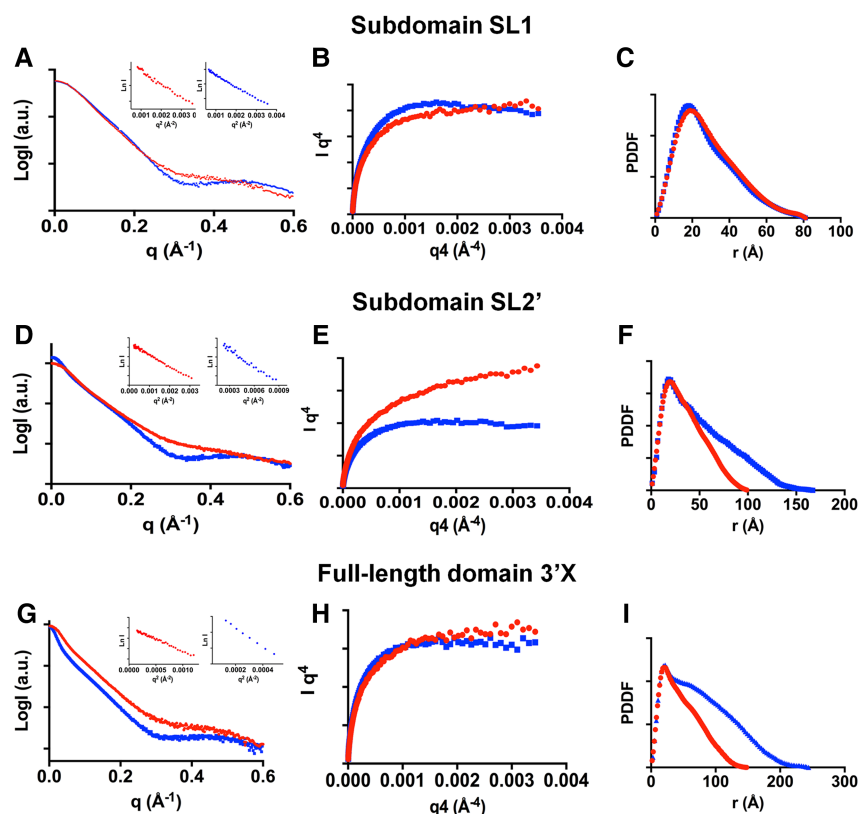 Subdomain SL1
A
B
C
Ln I
0.001 0.002 0.003
q² (Å⁻²)
Ln I
0.001 0.002 0.003 0.004
q² (Å⁻²)
LogI (a.u.)
0.0 0.2 0.4 0.6
q (Å⁻¹)
I q⁴
0.000 0.001 0.002 0.003 0.004
q4 (Å⁻⁴)
PDDF
0 20 40 60 80 100
r (Å)
Subdomain SL2’
D
E
F
Ln I
0.000 0.001 0.002 0.003
q² (Å⁻²)
Ln I
0.0003 0.0006 0.0009
q² (Å⁻²)
LogI (a.u.)
0.0 0.2 0.4 0.6
q (Å⁻¹)
I q⁴
0.000 0.001 0.002 0.003 0.004
q4 (Å⁻⁴)
PDDF
0 50 100 150 200
r (Å)
Full-length domain 3’X
G
H
I
Ln I
0.0000 0.0005 0.0010
q² (Å⁻²)
Ln I
0.0002 0.0004
q² (Å⁻²)
LogI (a.u.)
0.0 0.2 0.4 0.6
q (Å⁻¹)
I q⁴
0.000 0.001 0.002 0.003 0.004
q4 (Å⁻⁴)
PDDF
0 100 200 300
r (Å)